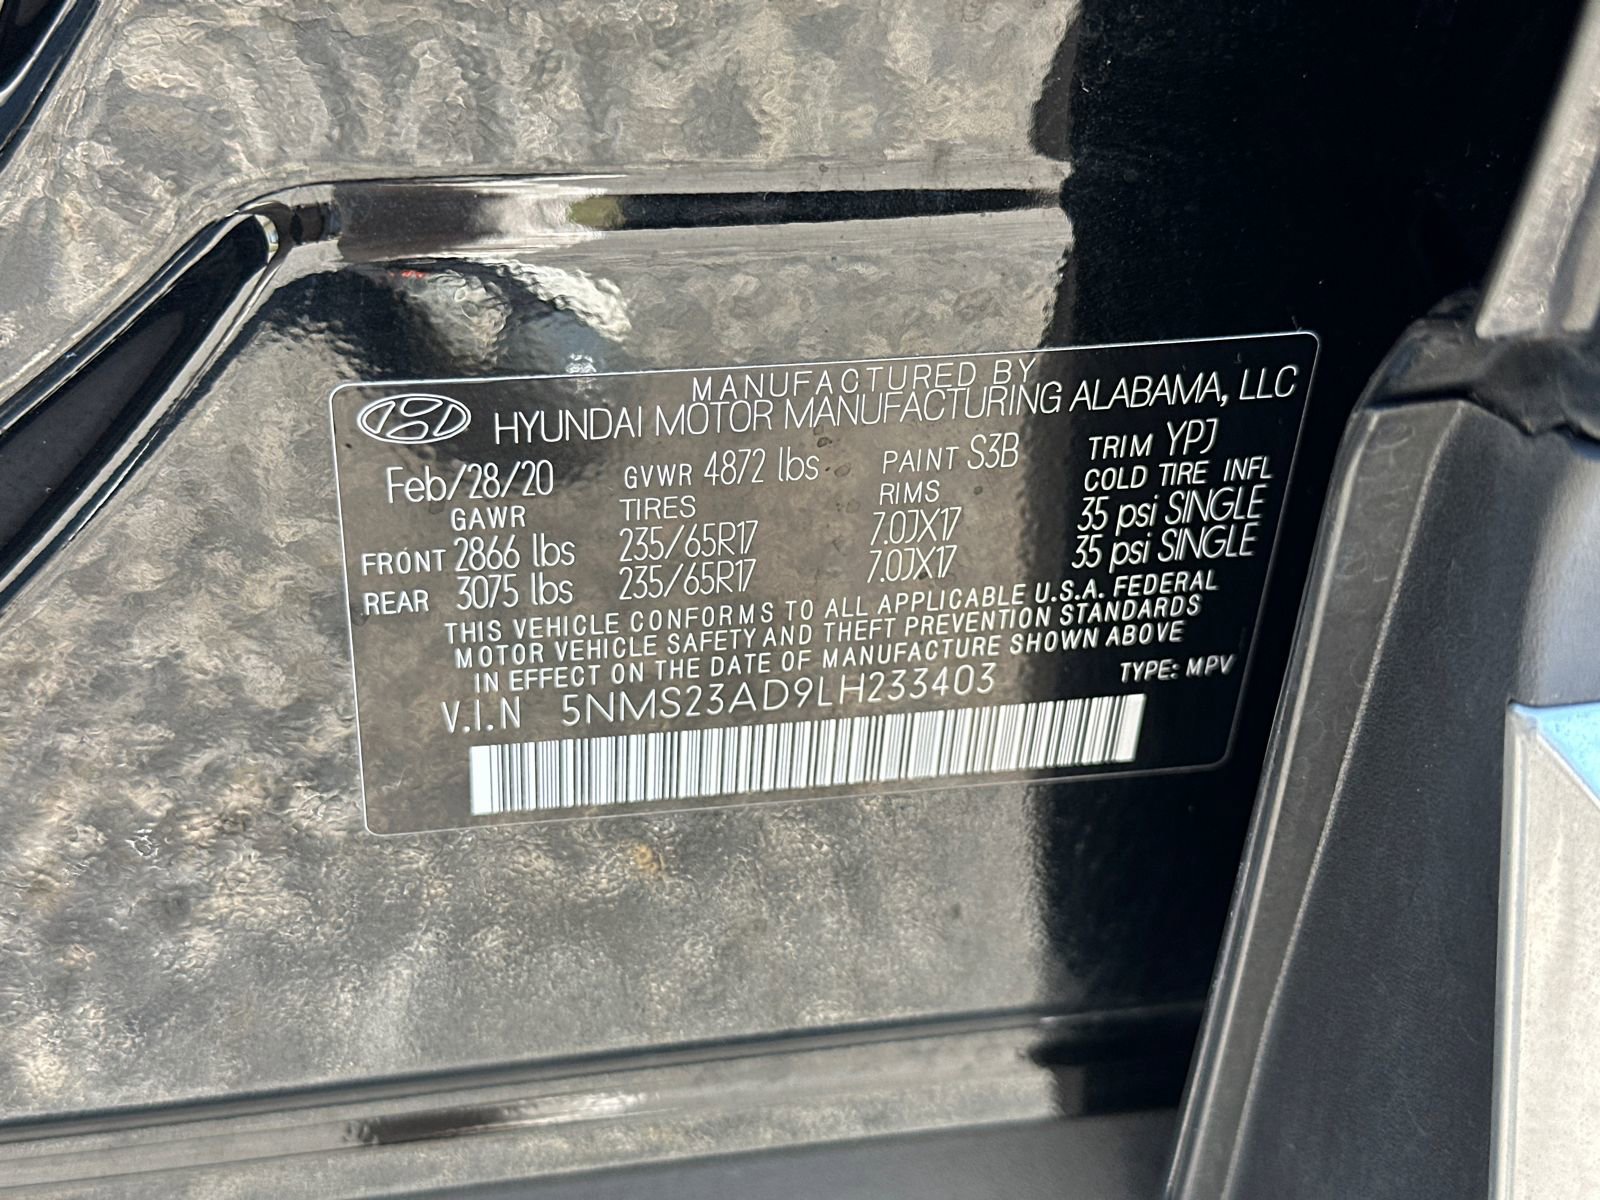 MANUFACTURED BY
HYUNDAI MOTOR MANUFACTURING ALABAMA, LLC
Feb/28/20 GVWR 4872 lbs PAINT S3B TRIM YPJ
GAWR TIRES RIMS COLD TIRE INFL
FRONT 2866 lbs 235/65R17 7.0JX17 35 psi SINGLE
REAR 3075 lbs 235/65R17 7.0JX17 35 psi SINGLE
THIS VEHICLE CONFORMS TO ALL APPLICABLE U.S.A. FEDERAL
MOTOR VEHICLE SAFETY AND THEFT PREVENTION STANDARDS
IN EFFECT ON THE DATE OF MANUFACTURE SHOWN ABOVE
V.I.N 5NMS23AD9LH233403 TYPE: MPV